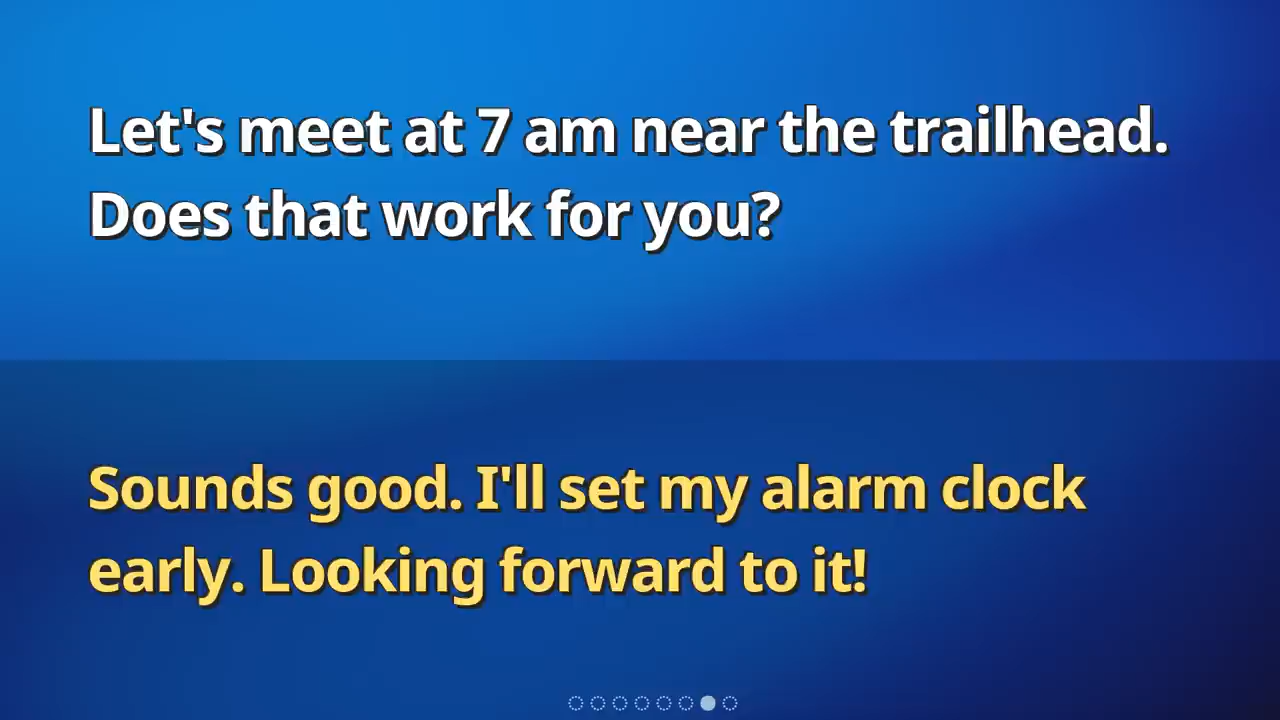 Let's meet at 7 am near the trailhead.
Does that work for you?
Sounds good. I'll set my alarm clock
early. Looking forward to it!